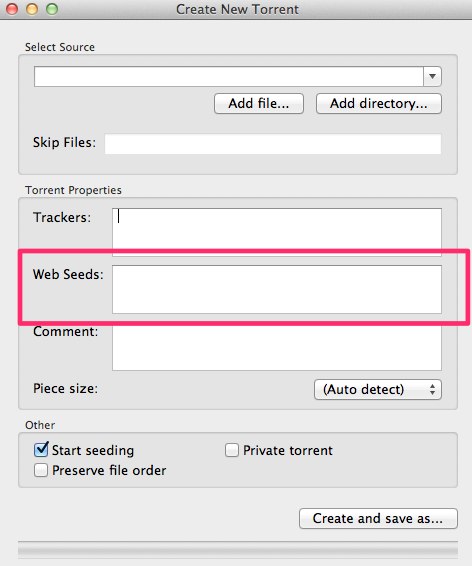 Create New Torrent
Select Source
Add file...
Add directory...
Skip Files:
Torrent Properties
Trackers:
Web Seeds:
Comment:
Piece size:
(Auto detect)
Other
Start seeding
Private torrent
Preserve file order
Create and save as...